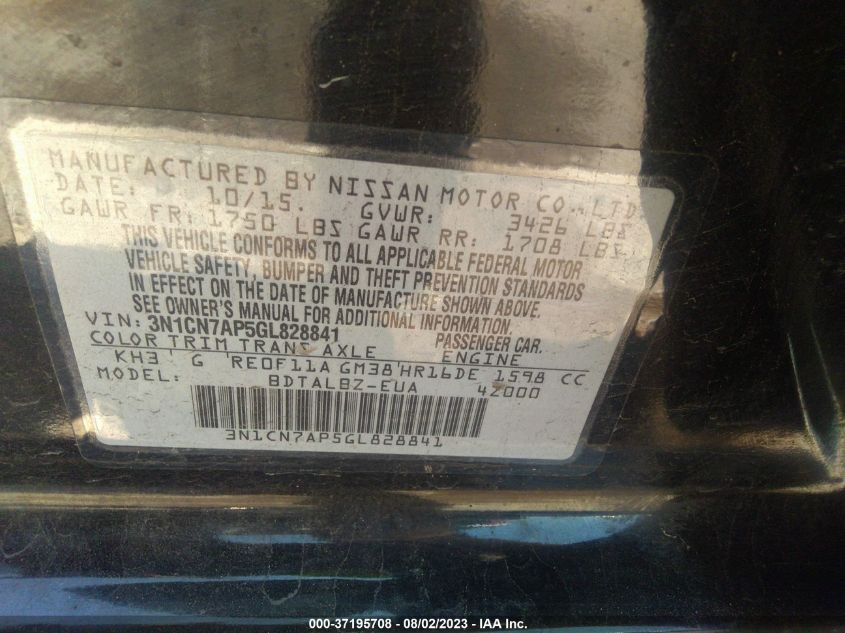 MANUFACTURED BY NISSAN MOTOR CO., LTD.
DATE: 10/15. GVWR: 3426 LBS
GAWR FR: 1750 LBS GAWR RR: 1708 LBS
THIS VEHICLE CONFORMS TO ALL APPLICABLE FEDERAL MOTOR
VEHICLE SAFETY, BUMPER AND THEFT PREVENTION STANDARDS
IN EFFECT ON THE DATE OF MANUFACTURE SHOWN ABOVE.
SEE OWNER'S MANUAL FOR ADDITIONAL INFORMATION.
VIN: 3N1CN7AP5GL828841 PASSENGER CAR.
COLOR TRIM TRANS AXLE ENGINE
KH3 G RE0F11A GM38 HR16DE 1598 CC
MODEL: BDTALBZ-EUA 4Z000
3N1CN7AP5GL828841
000-37195708 - 08/02/2023 - IAA Inc.